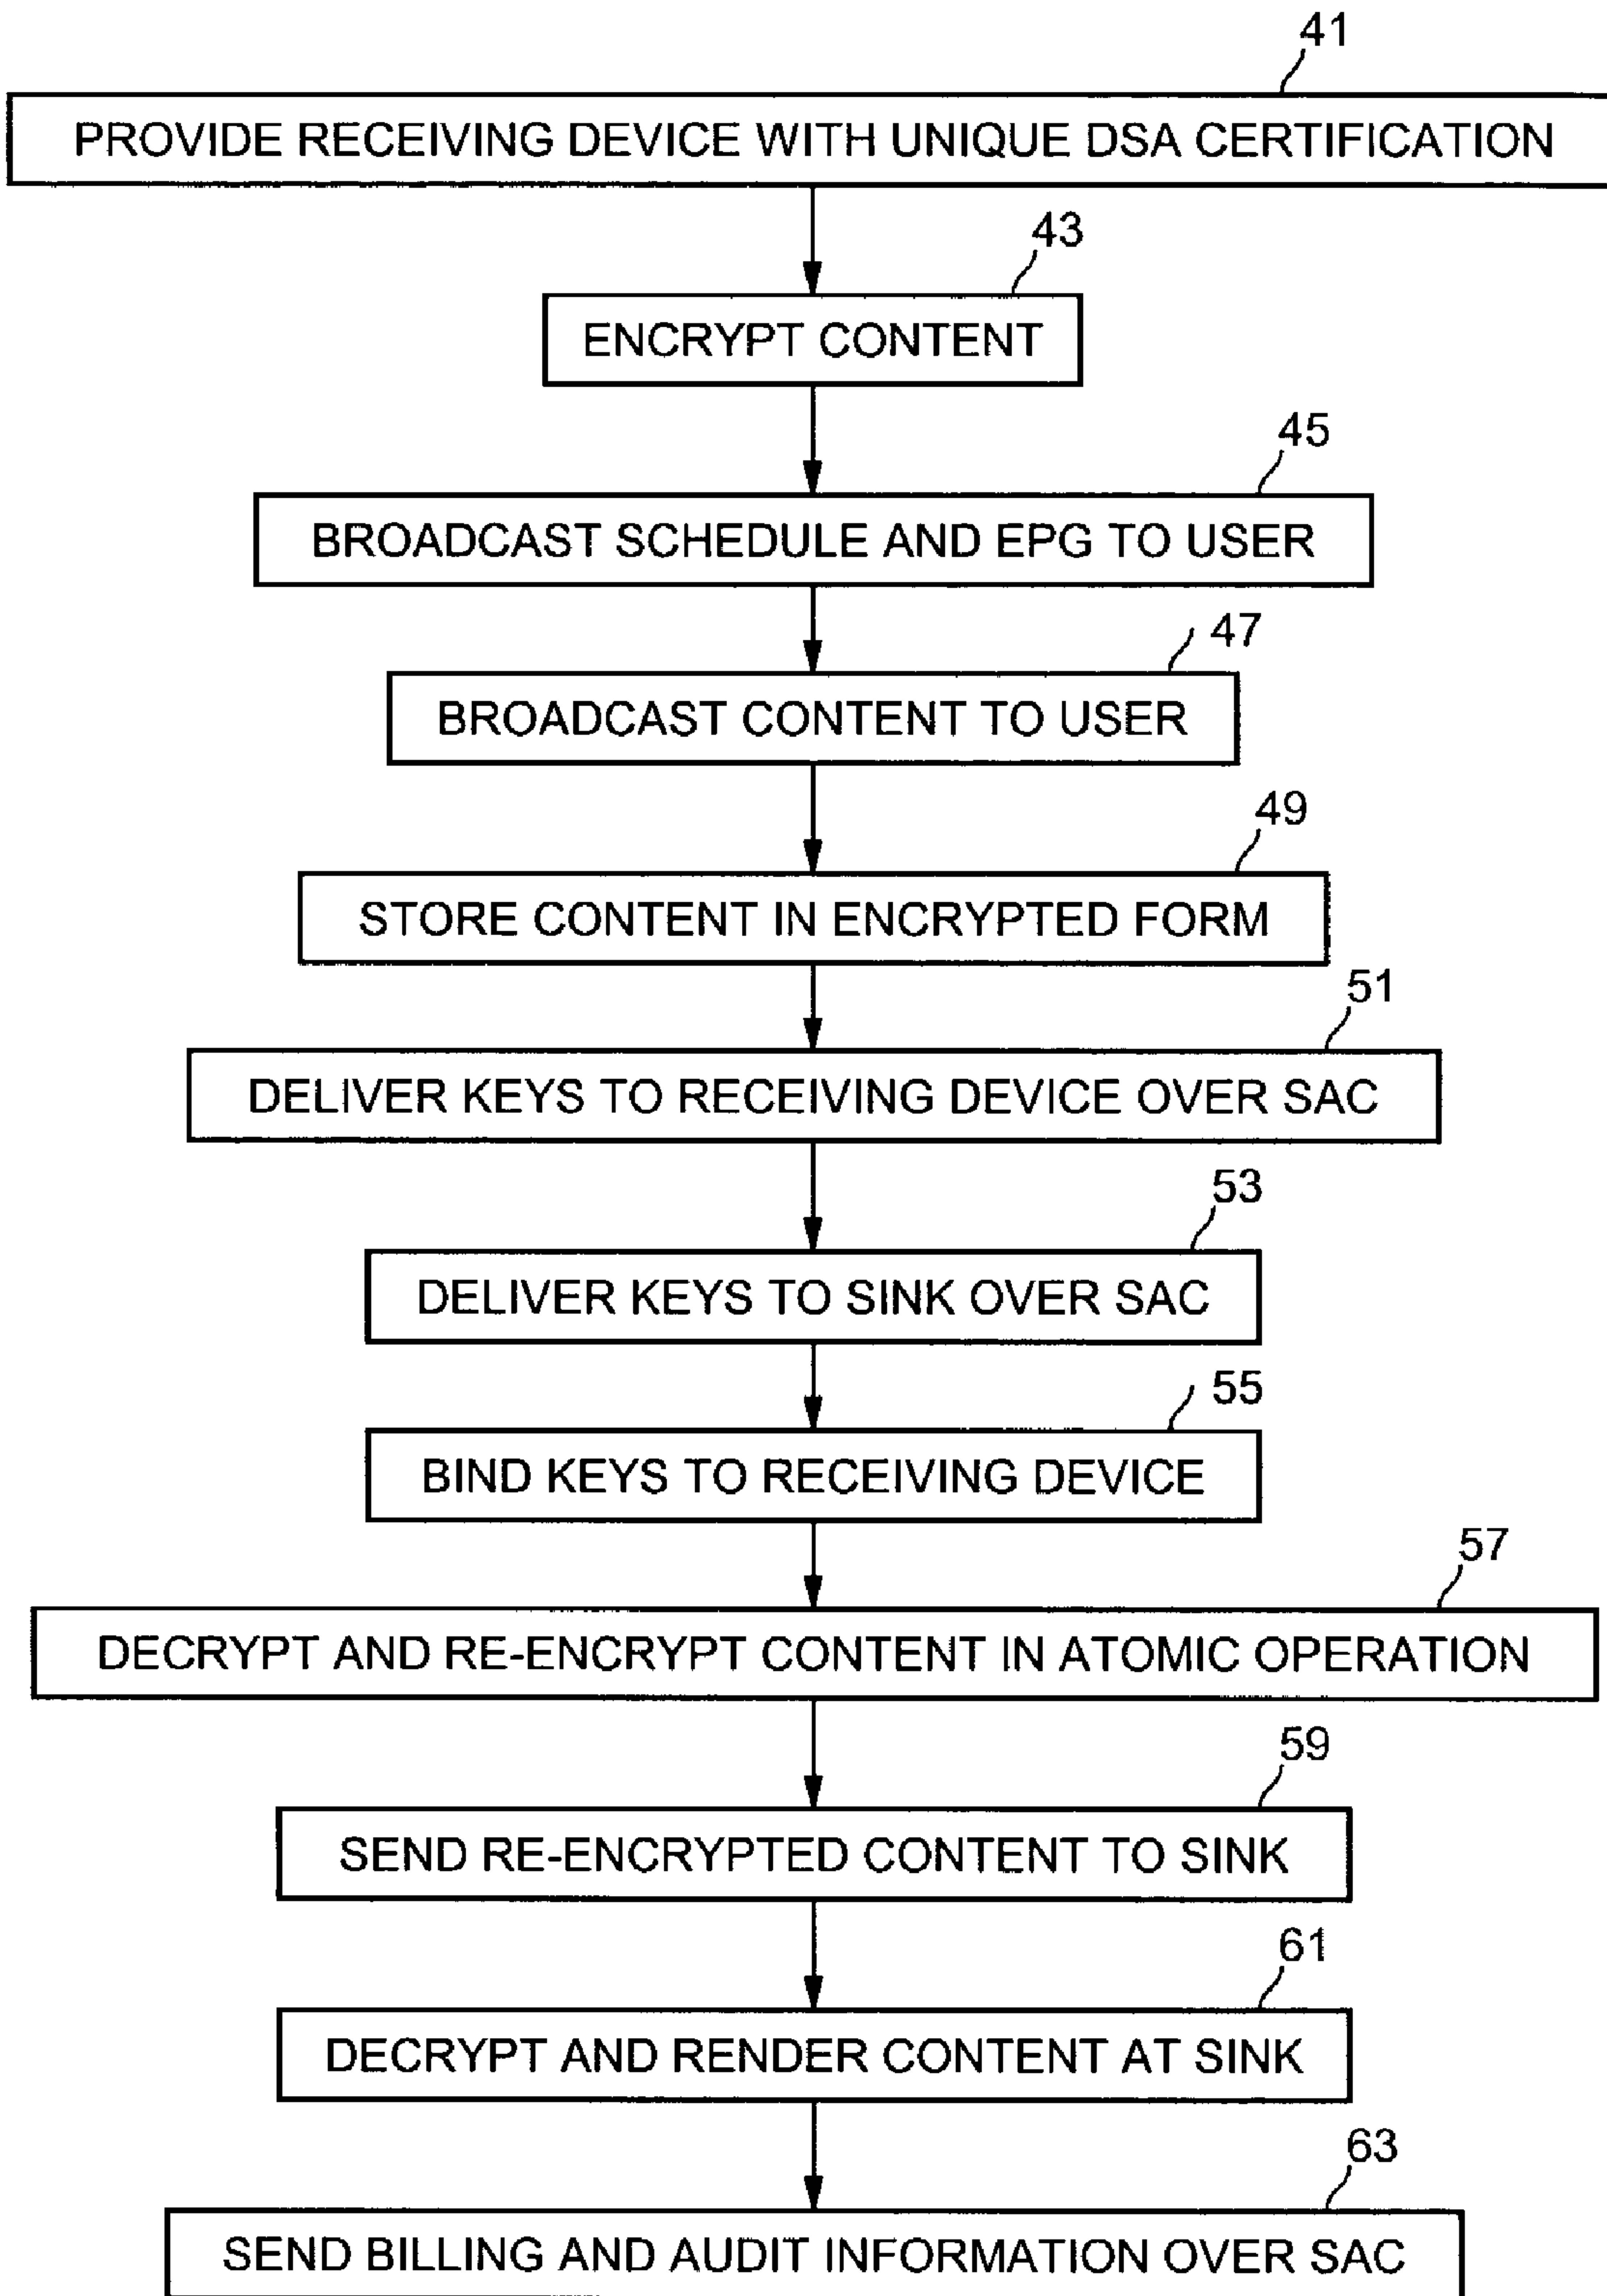 41
PROVIDE RECEIVING DEVICE WITH UNIQUE DSA CERTIFICATION
43
ENCRYPT CONTENT
45
BROADCAST SCHEDULE AND EPG TO USER
47
BROADCAST CONTENT TO USER
49
STORE CONTENT IN ENCRYPTED FORM
51
DELIVER KEYS TO RECEIVING DEVICE OVER SAC
53
DELIVER KEYS TO SINK OVER SAC
55
BIND KEYS TO RECEIVING DEVICE
57
DECRYPT AND RE-ENCRYPT CONTENT IN ATOMIC OPERATION
59
SEND RE-ENCRYPTED CONTENT TO SINK
61
DECRYPT AND RENDER CONTENT AT SINK
63
SEND BILLING AND AUDIT INFORMATION OVER SAC